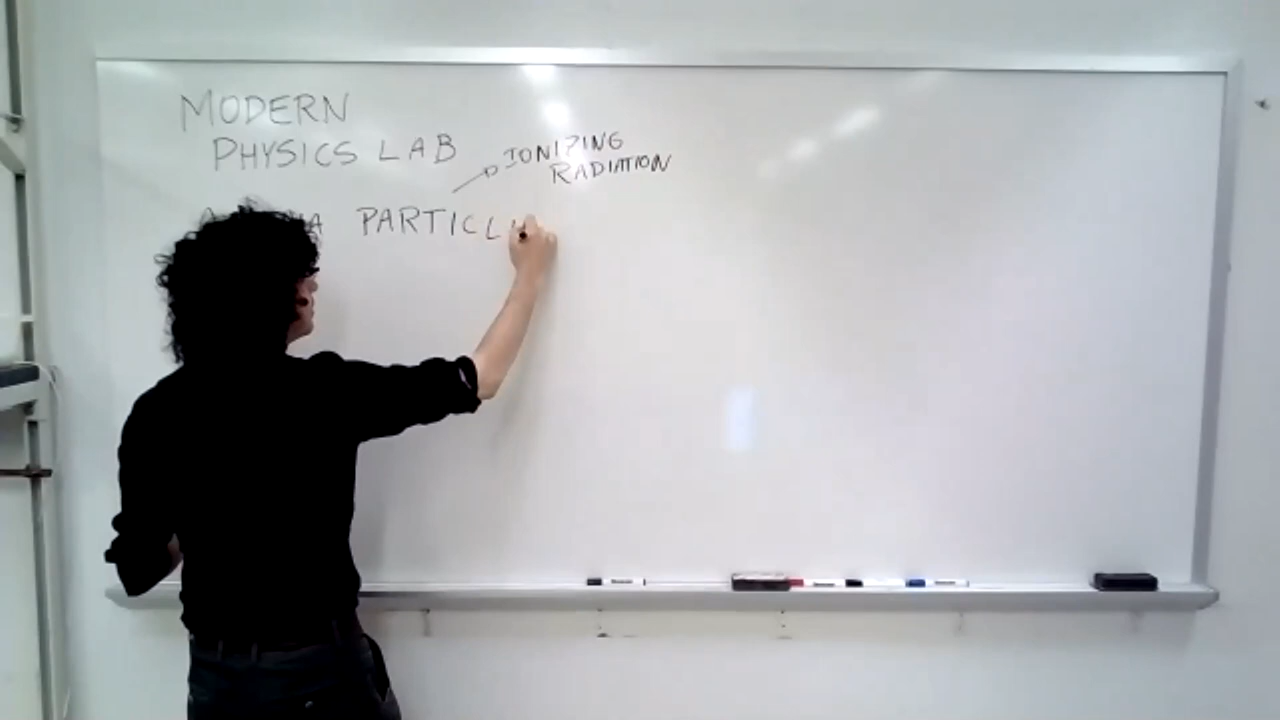 MODERN
PHYSICS LAB
IONIZING
RADIATION
PARTICL